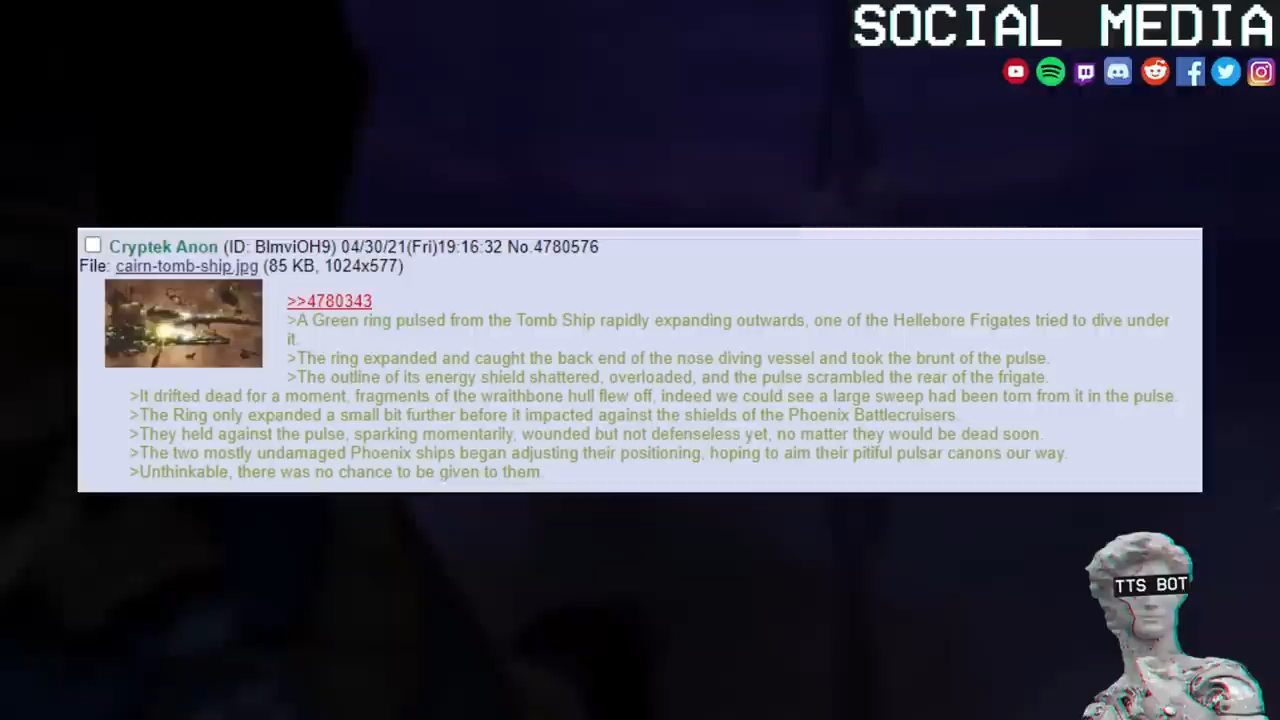 SOCIAL MEDIA
Cryptek Anon (ID: BImviOH9) 04/30/21(Fri)19:16:32 No.4780576
File: cairn-tomb-ship.jpg (85 KB, 1024x577)
>>4780343
>A Green ring pulsed from the Tomb Ship rapidly expanding outwards, one of the Hellebore Frigates tried to dive under
it.
>The ring expanded and caught the back end of the nose diving vessel and took the brunt of the pulse.
>The outline of its energy shield shattered, overloaded, and the pulse scrambled the rear of the frigate.
>It drifted dead for a moment, fragments of the wraithbone hull flew off, indeed we could see a large sweep had been torn from it in the pulse.
>The Ring only expanded a small bit further before it impacted against the shields of the Phoenix Battlecruisers.
>They held against the pulse, sparking momentarily, wounded but not defenseless yet, no matter they would be dead soon.
>The two mostly undamaged Phoenix ships began adjusting their positioning, hoping to aim their pitiful pulsar canons our way.
>Unthinkable, there was no chance to be given to them.
TTS BOT